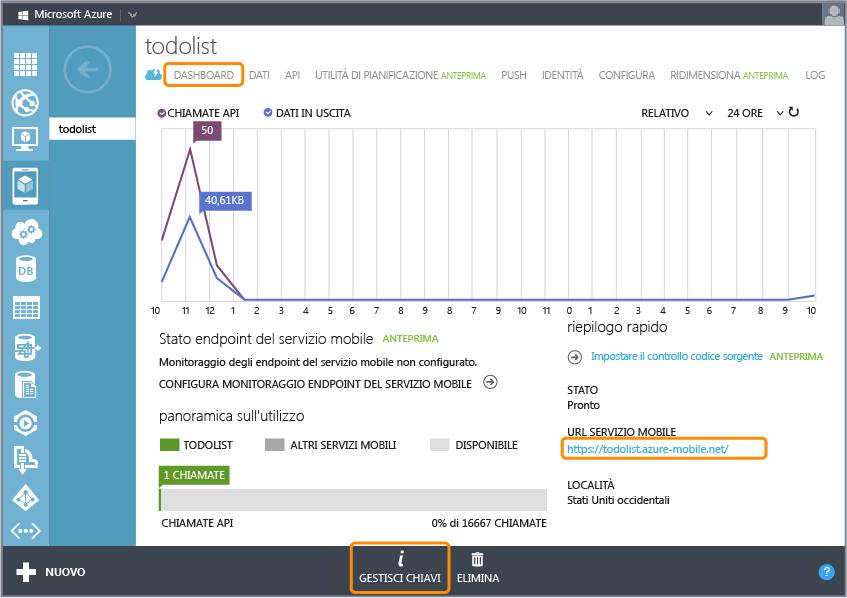 Microsoft Azure
todolist
todolist
DASHBOARD DATI API UTILITÀ DI PIANIFICAZIONE ANTEPRIMA PUSH IDENTITÀ CONFIGURA RIDIMENSIONA ANTEPRIMA LOG
CHIAMATE API DATI IN USCITA RELATIVO 24 ORE
50
40,61KB
10 11 12 1 2 3 4 5 6 7 8 9 10 11 0 1 2 3 4 5 6 7 8 9 10
Stato endpoint del servizio mobile ANTEPRIMA
Monitoraggio degli endpoint del servizio mobile non configurato.
CONFIGURA MONITORAGGIO ENDPOINT DEL SERVIZIO MOBILE
panoramica sull'utilizzo
TODOLIST ALTRI SERVIZI MOBILI DISPONIBILE
1 CHIAMATE
CHIAMATE API 0% di 16667 CHIAMATE
riepilogo rapido
Impostare il controllo codice sorgente ANTEPRIMA
STATO
Pronto
URL SERVIZIO MOBILE
https://todolist.azure-mobile.net/
LOCALITÀ
Stati Uniti occidentali
DB
NUOVO
i
GESTISCI CHIAVI ELIMINA
?